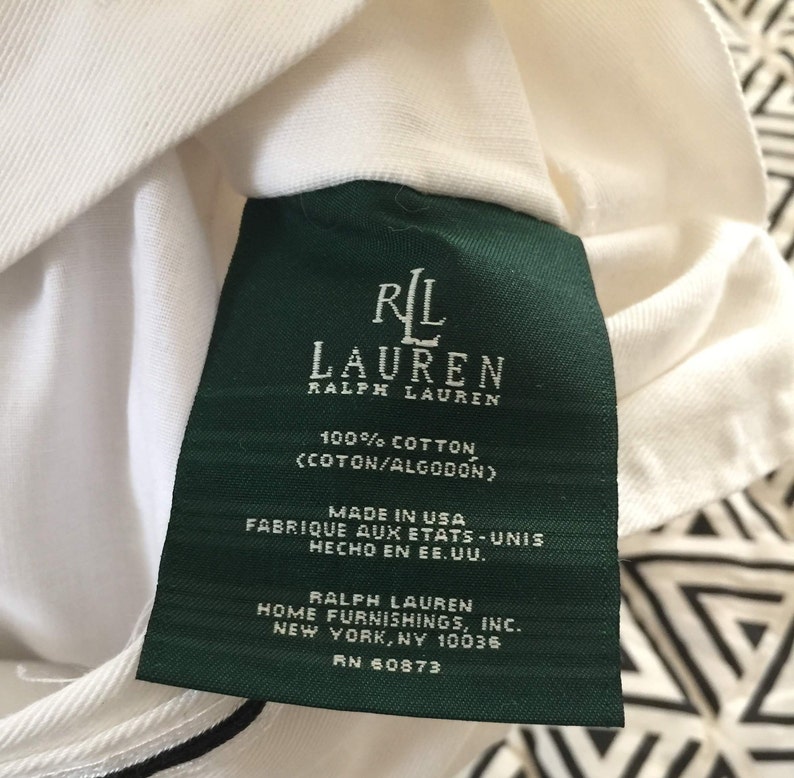 RLL
LAUREN
RALPH LAUREN
100% COTTON
(COTON/ALGODÓN)
MADE IN USA
FABRIQUE AUX ETATS-UNIS
HECHO EN EE.UU.
RALPH LAUREN
HOME FURNISHINGS, INC.
NEW YORK, NY 10036
RN 60873